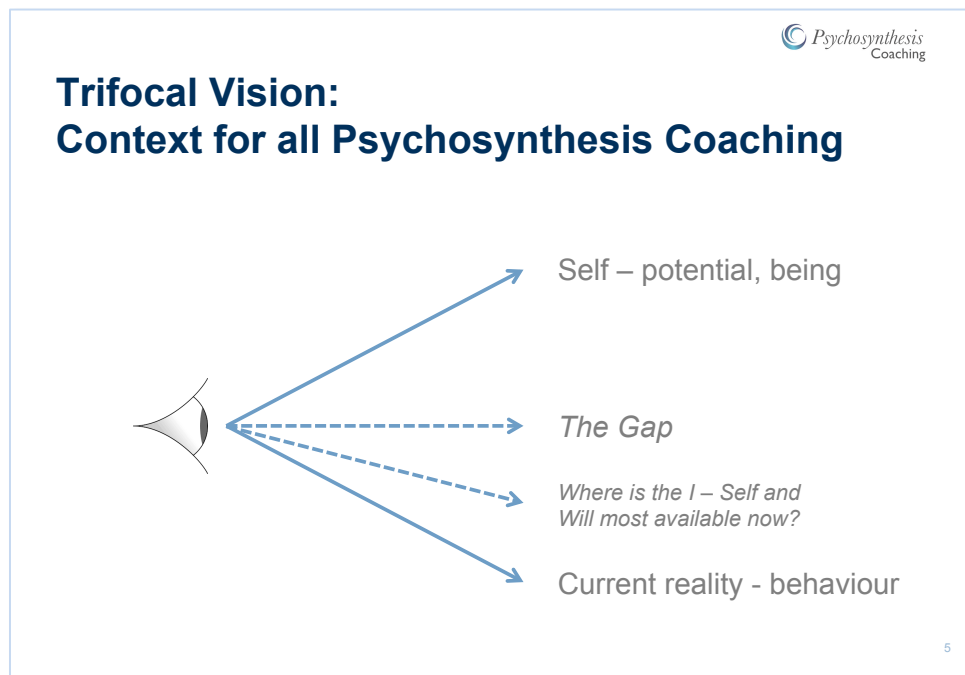 Psychosynthesis
Coaching
Trifocal Vision:
Context for all Psychosynthesis Coaching
Self – potential, being
The Gap
Where is the I – Self and
Will most available now?
Current reality - behaviour
5